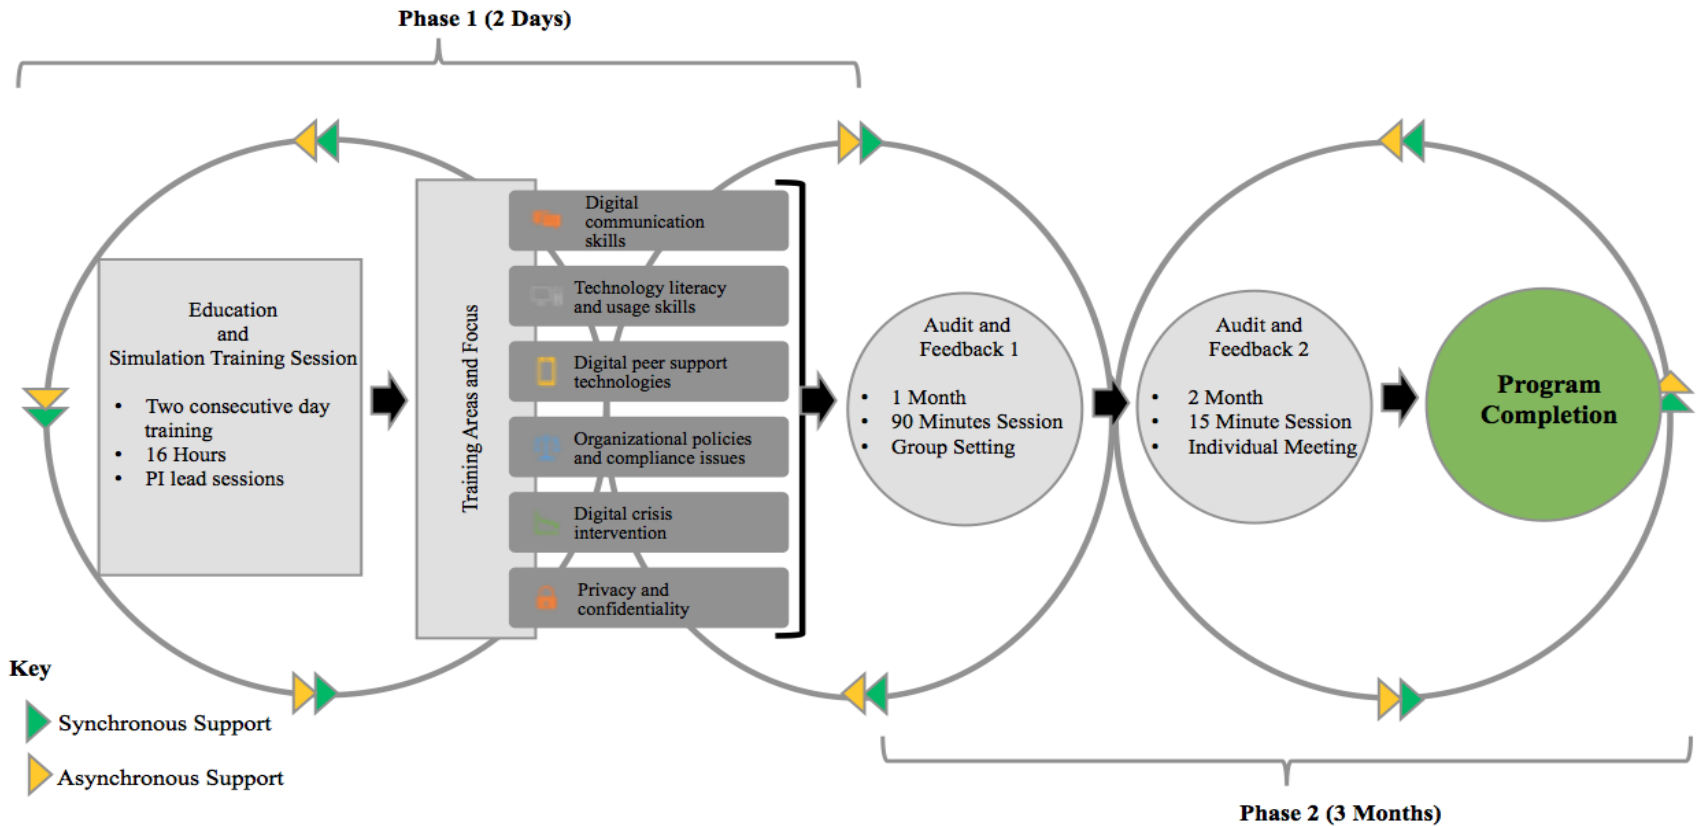 Phase 1 (2 Days)
Education
and
Simulation Training Session
• Two consecutive day
training
• 16 Hours
• PI lead sessions
Training Areas and Focus
Digital
communication
skills
Technology literacy
and usage skills
Digital peer support
technologies
Organizational policies
and compliance issues
Digital crisis
intervention
Privacy and
confidentiality
Audit and
Feedback 1
• 1 Month
• 90 Minutes Session
• Group Setting
Audit and
Feedback 2
• 2 Month
• 15 Minute Session
• Individual Meeting
Program
Completion
Key
Synchronous Support
Asynchronous Support
Phase 2 (3 Months)